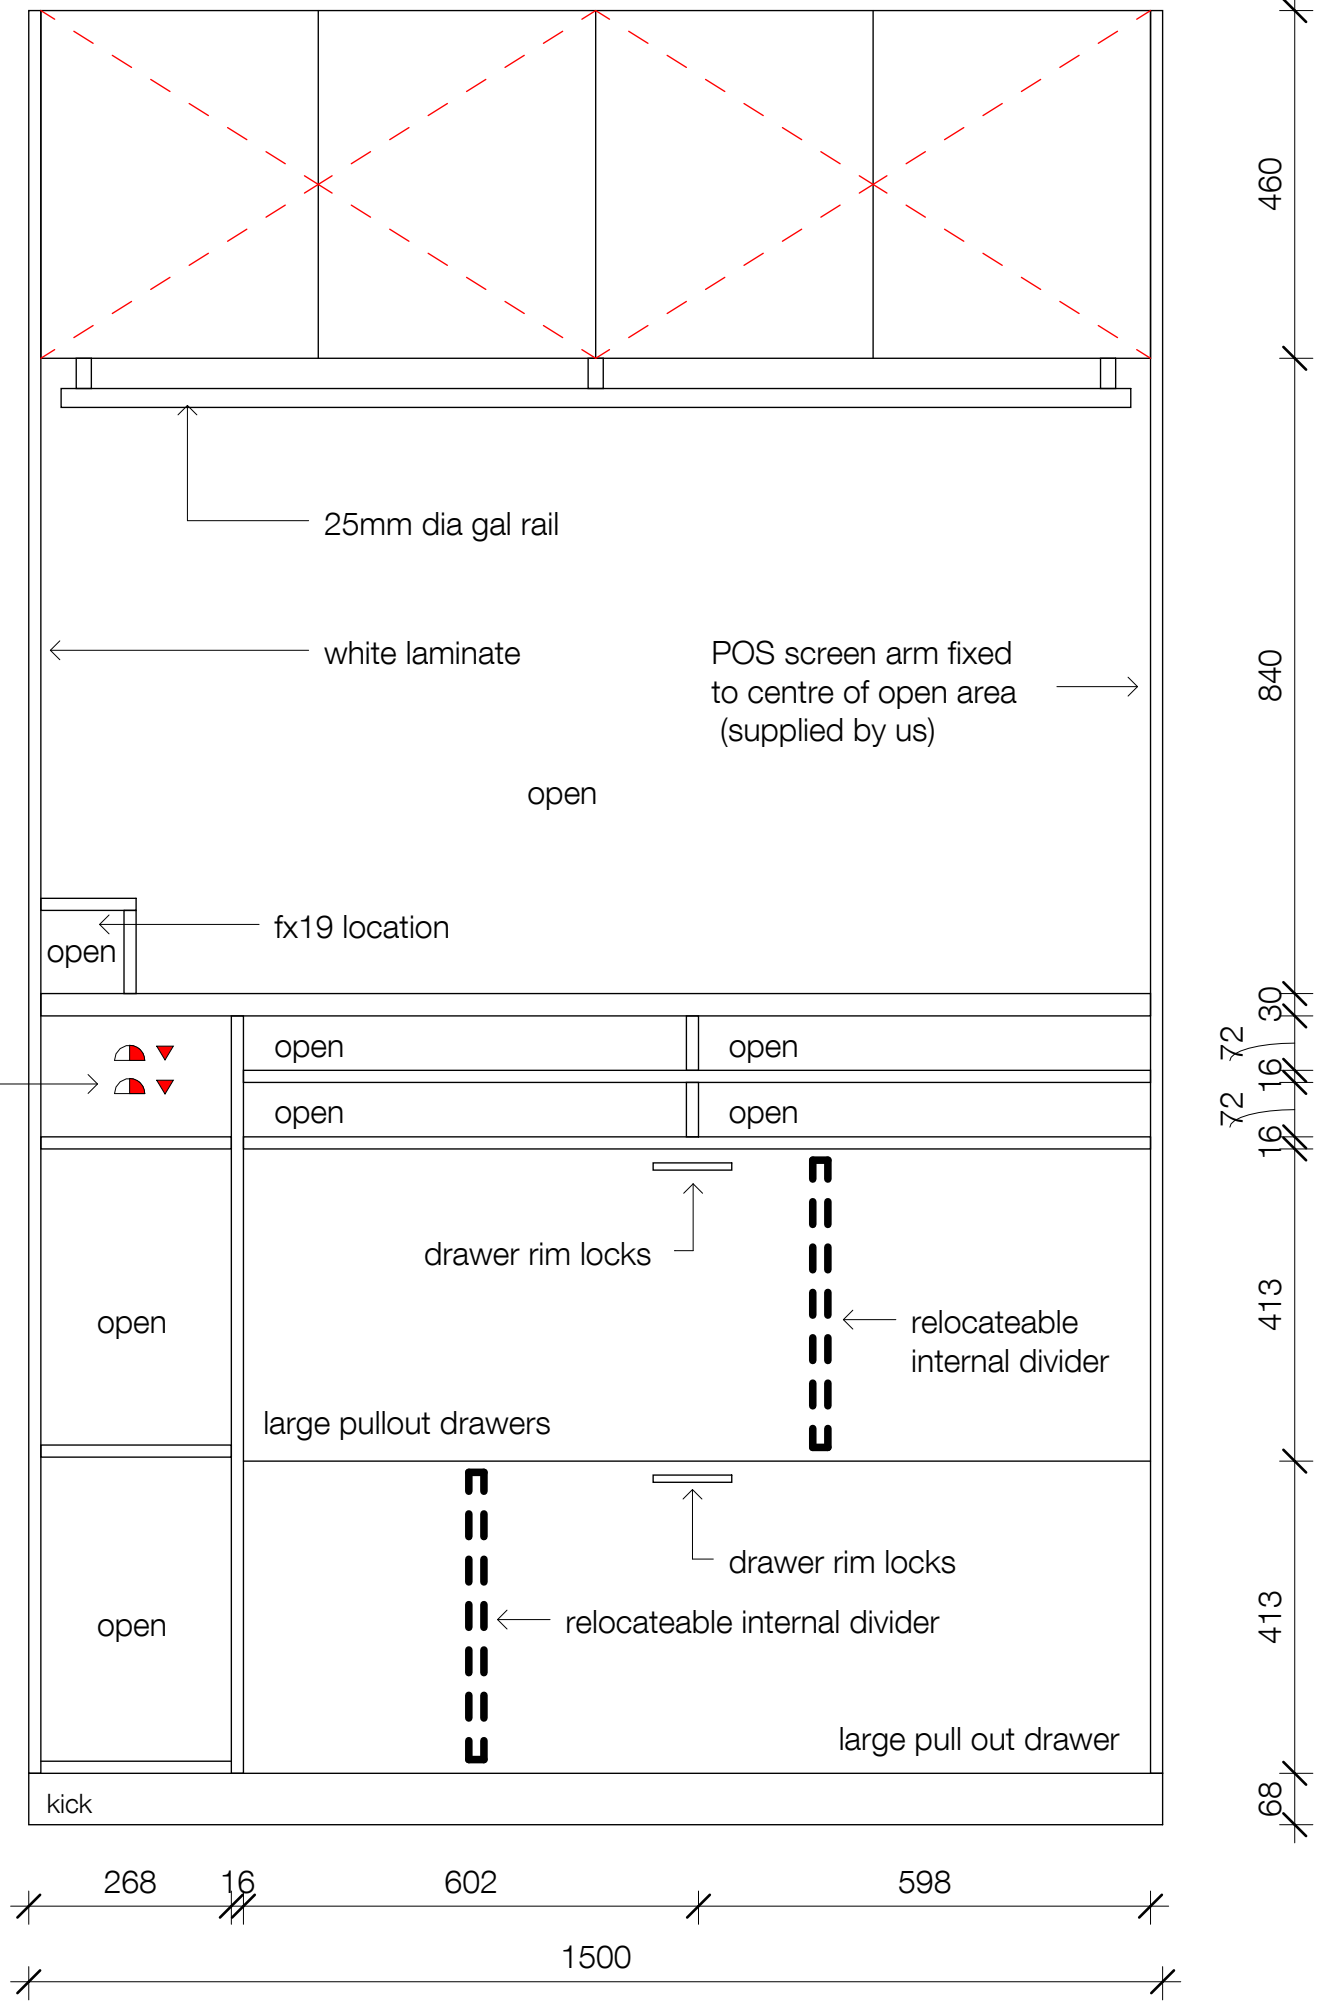 460
25mm dia gal rail
white laminate
POS screen arm fixed
to centre of open area
(supplied by us)
840
open
fx19 location
open
30
open
open
72
16
open
open
72
16
drawer rim locks
413
open
relocateable
internal divider
large pullout drawers
drawer rim locks
413
open
relocateable internal divider
large pull out drawer
kick
68
268
16
602
598
1500